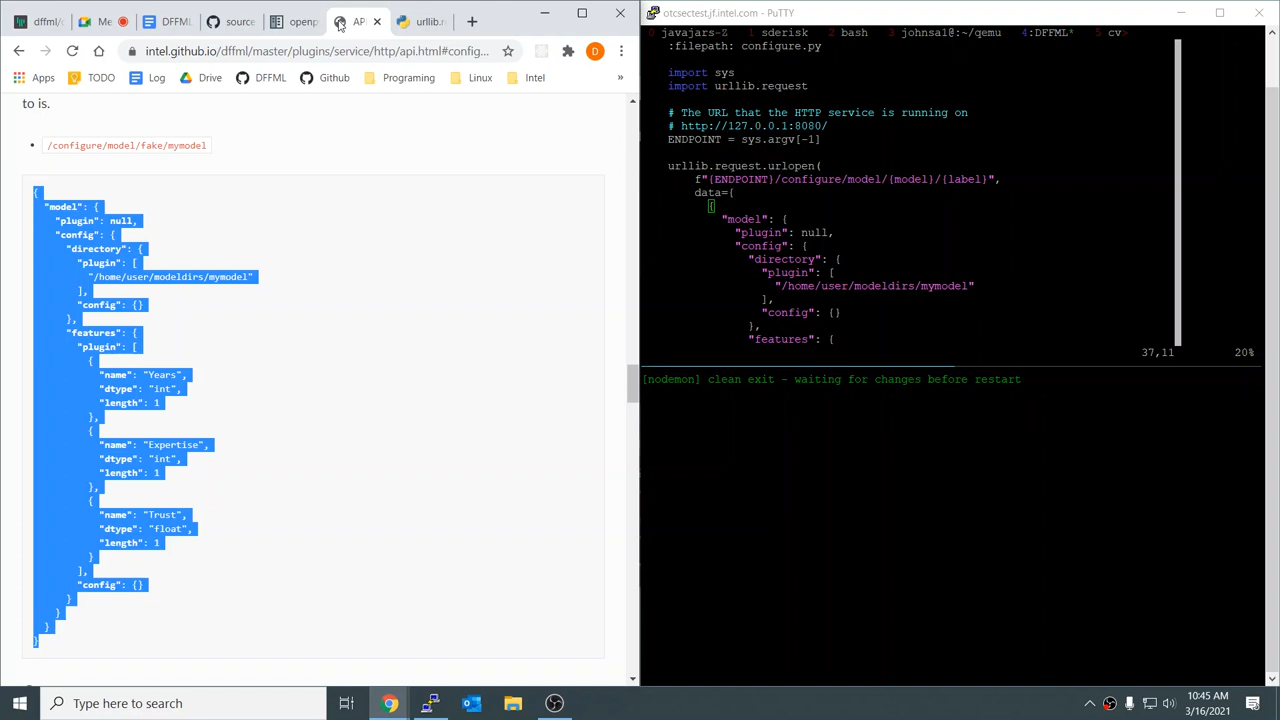 Me
DFFML
source
openp
API
urllib.
intel.github.io/dffml/master/plugins/service/http/api.html#config...
D
Apps
TODO
Log
Drive
DFFML
Github
Programing
Linux
Intel
»
to is.
/configure/model/fake/mymodel
{
"model": {
"plugin": null,
"config": {
"directory": {
"plugin": [
"/home/user/modeldirs/mymodel"
],
"config": {}
},
"features": {
"plugin": [
{
"name": "Years",
"dtype": "int",
"length": 1
},
{
"name": "Expertise",
"dtype": "int",
"length": 1
},
{
"name": "Trust",
"dtype": "float",
"length": 1
}
],
"config": {}
}
}
}
}
otcsectest.jf.intel.com - PuTTY
0 javajars-Z 1 sderisk 2 bash 3 johnsal@:~/qemu 4:DFFML* 5 cv>
:filepath: configure.py
import sys
import urllib.request
# The URL that the HTTP service is running on
# http://127.0.0.1:8080/
ENDPOINT = sys.argv[-1]
urllib.request.urlopen(
f"{ENDPOINT}/configure/model/{model}/{label}",
data={
{
"model": {
"plugin": null,
"config": {
"directory": {
"plugin": [
"/home/user/modeldirs/mymodel"
],
"config": {}
},
"features": {
37,11 20%
[nodemon] clean exit - waiting for changes before restart
Type here to search
10:45 AM
3/16/2021